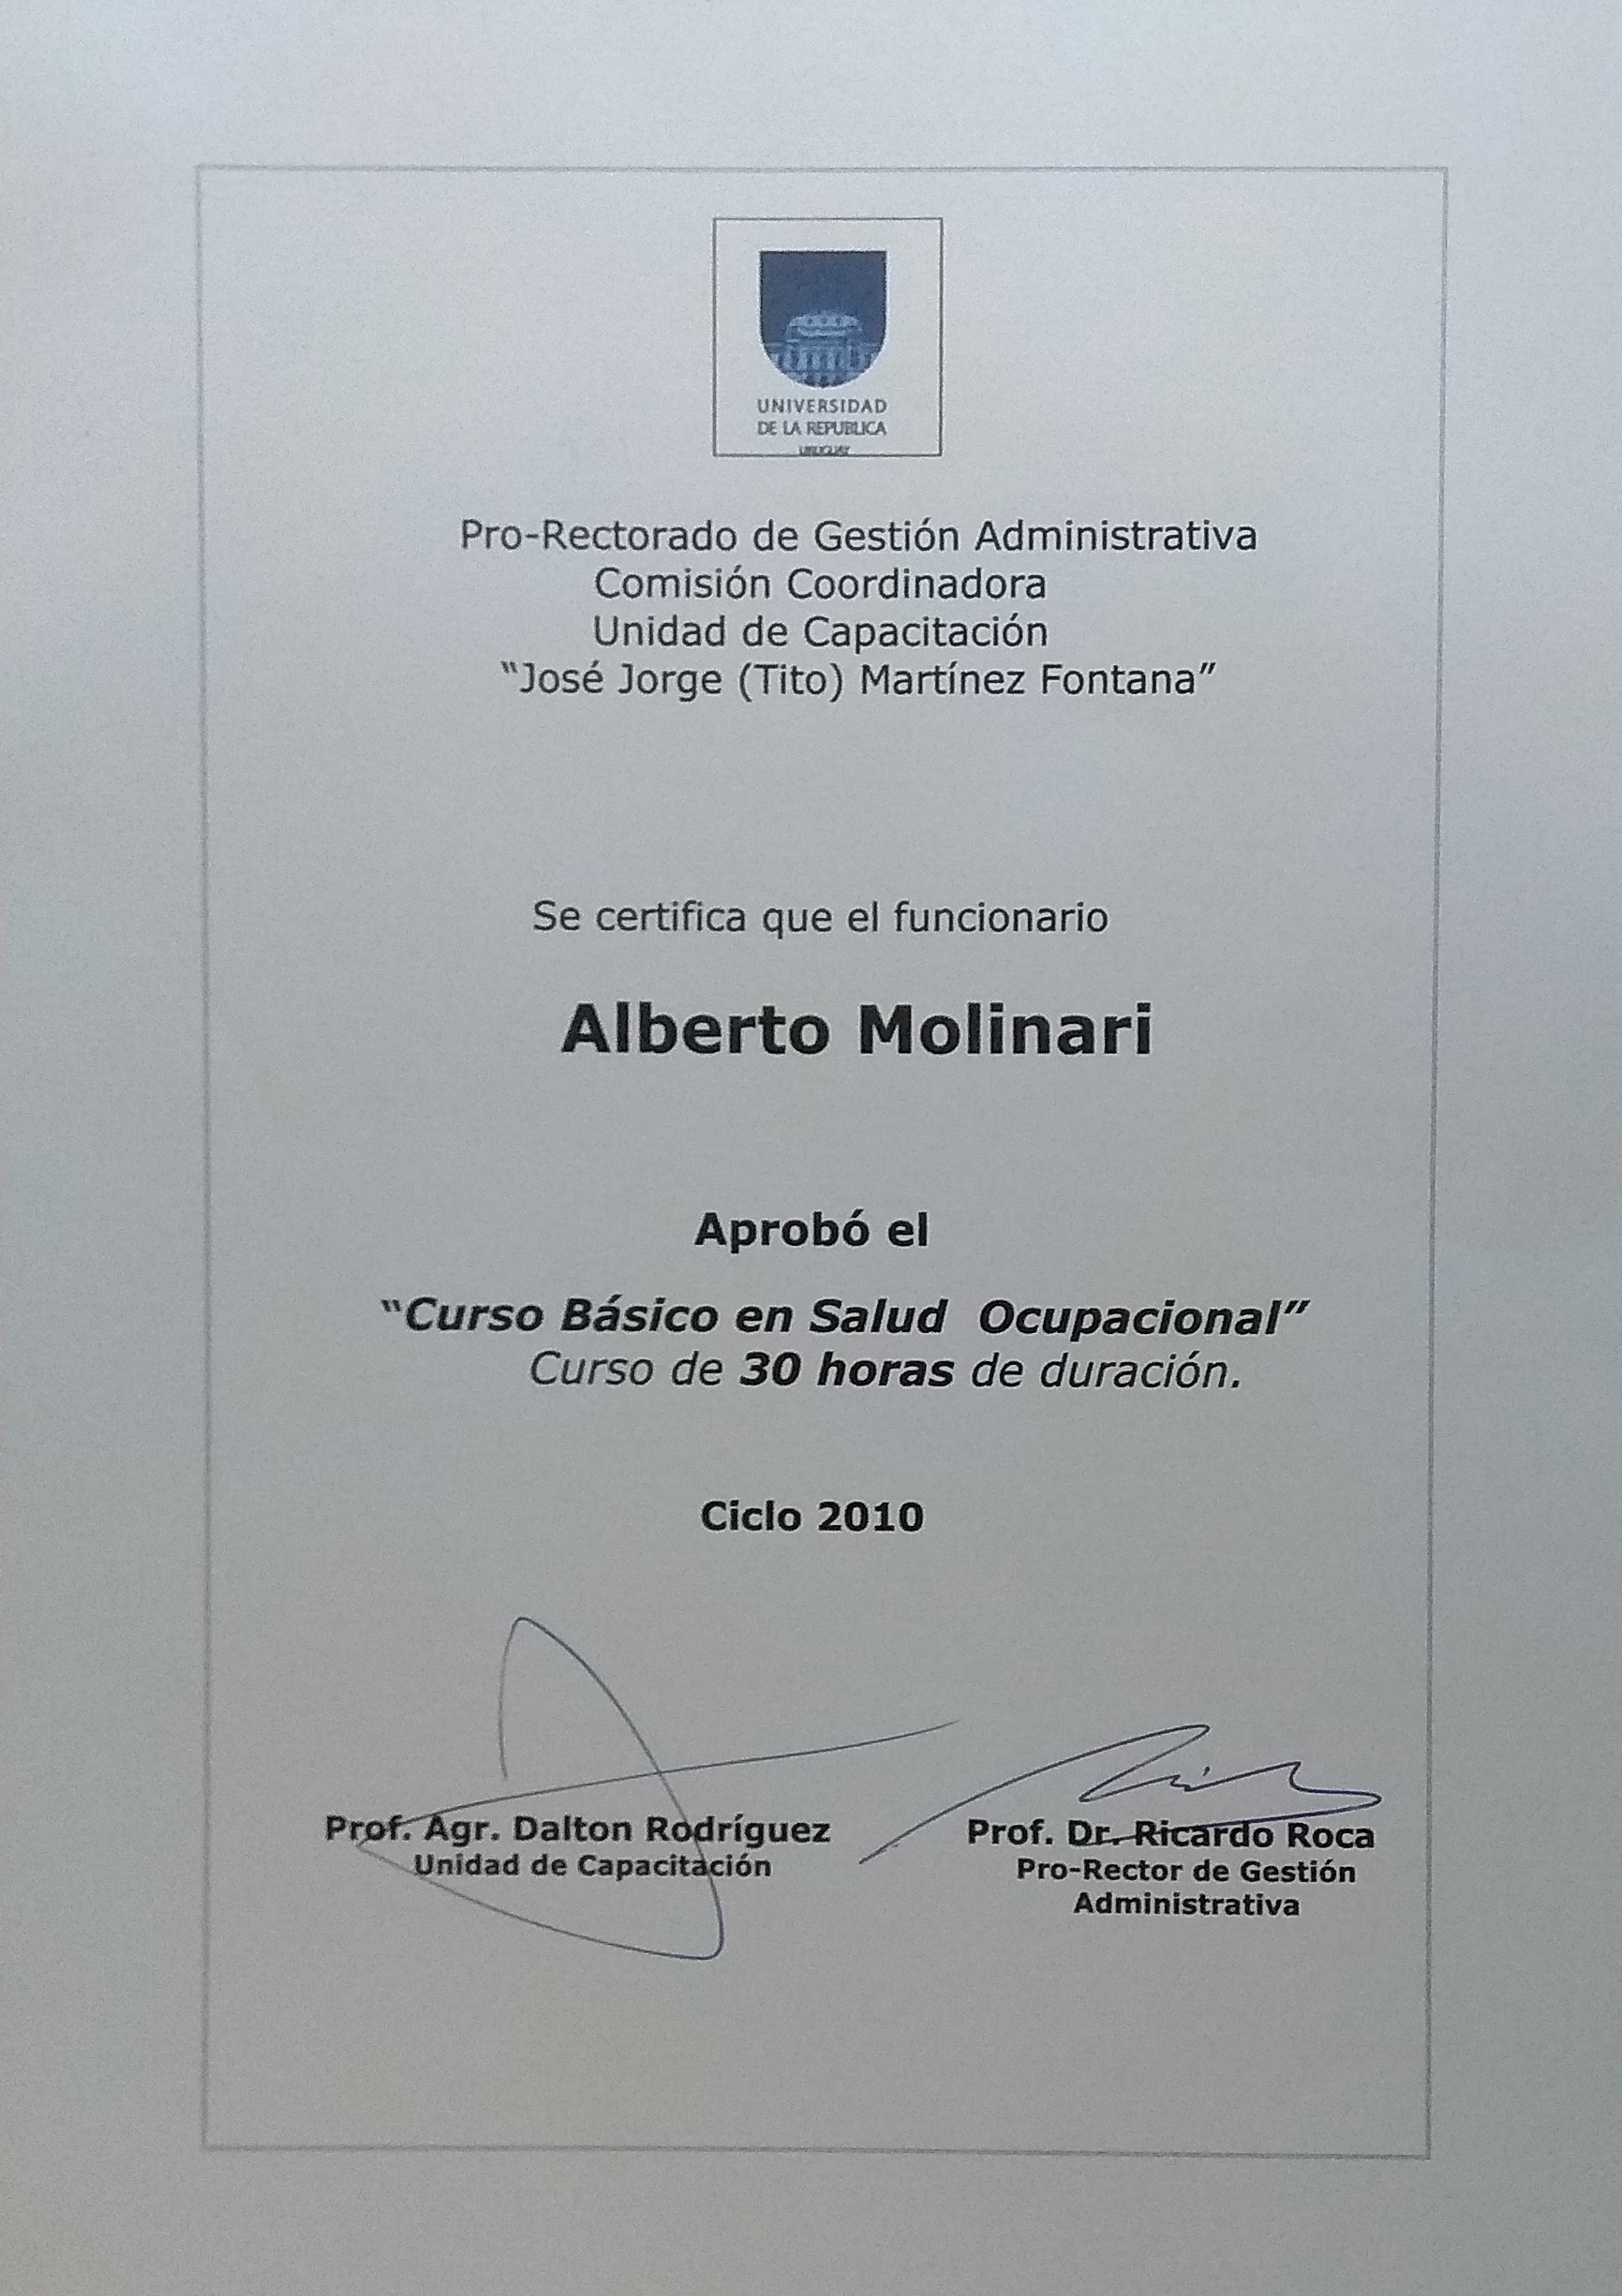 UNIVERSIDAD
DE LA REPUBLICA
URUGUAY
Pro-Rectorado de Gestión Administrativa
Comisión Coordinadora
Unidad de Capacitación
“José Jorge (Tito) Martínez Fontana”
Se certifica que el funcionario
Alberto Molinari
Aprobó el
“Curso Básico en Salud Ocupacional”
Curso de 30 horas de duración.
Ciclo 2010
Prof. Agr. Dalton Rodríguez
Unidad de Capacitación
Prof. Dr. Ricardo Roca
Pro-Rector de Gestión
Administrativa